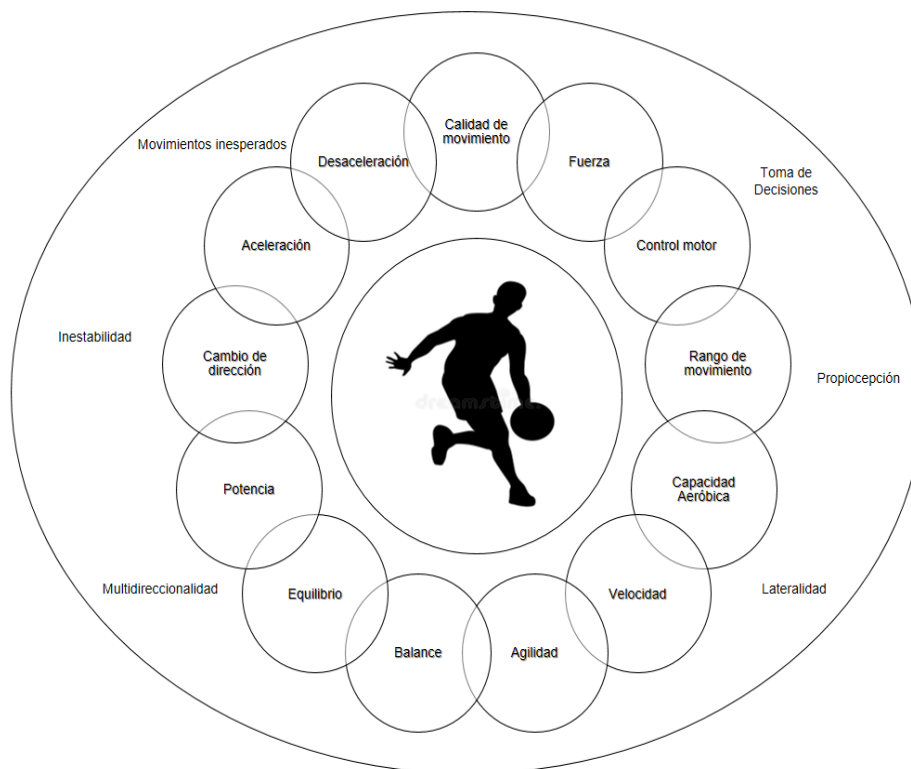 Calidad de
movimiento
Movimientos inesperados
Desaceleración
Fuerza
Toma de
Decisiones
Aceleración
Control motor
Inestabilidad
Cambio de
dirección
Rango de
movimiento
Propiocepción
dreamstime.
Potencia
Capacidad
Aeróbica
Multidireccionalidad
Equilibrio
Velocidad
Lateralidad
Balance
Agilidad